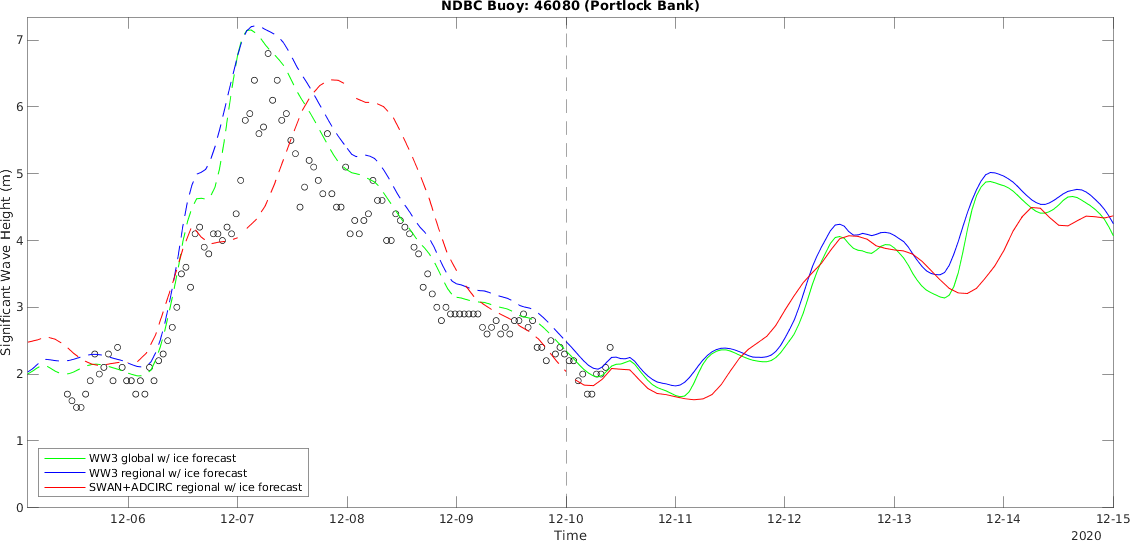 NDBC Buoy: 46080 (Portlock Bank)
Significant Wave Height (m)
7
6
5
4
3
2
1
0
WW3 global w/ ice forecast
WW3 regional w/ ice forecast
SWAN+ADCIRC regional w/ ice forecast
12-06 12-07 12-08 12-09 12-10 12-11 12-12 12-13 12-14 12-15
Time
2020